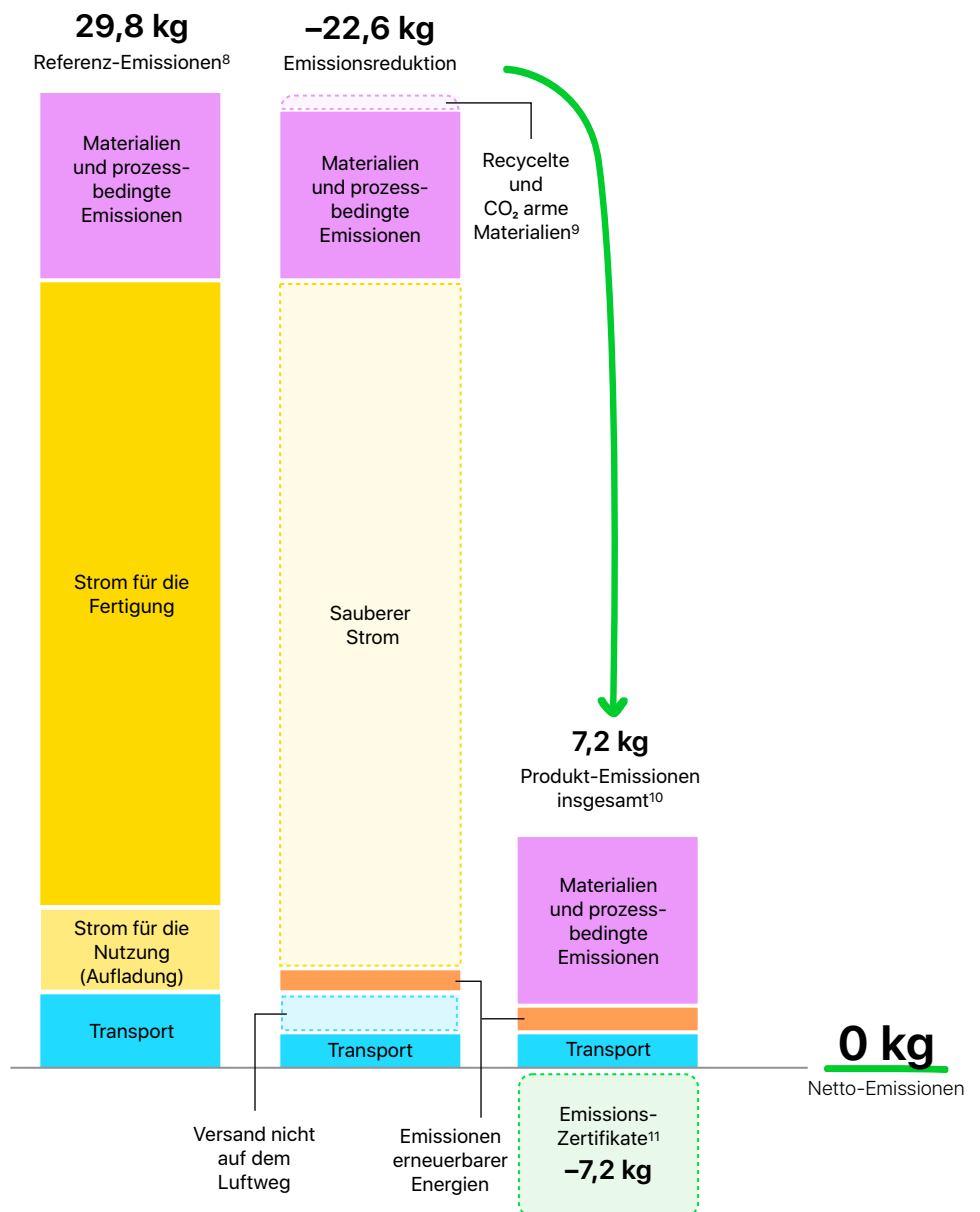 29,8 kg
Referenz-Emissionen⁸
Materialien
und prozess-
bedingte
Emissionen
Strom für die
Fertigung
Strom für die
Nutzung
(Aufladung)
Transport
–22,6 kg
Emissionsreduktion
Materialien
und prozess-
bedingte
Emissionen
Recycelte
und
CO₂ arme
Materialien⁹
Sauberer
Strom
Transport
Versand nicht
auf dem
Luftweg
Emissionen
erneuerbarer
Energien
7,2 kg
Produkt-Emissionen
insgesamt¹⁰
Materialien
und prozess-
bedingte
Emissionen
Transport
Emissions-
Zertifikate¹¹
–7,2 kg
0 kg
Netto-Emissionen